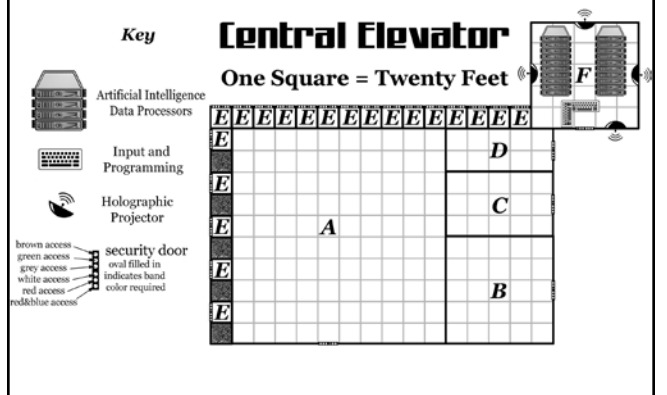 Key
Central Elevator
One Square = Twenty Feet
F
Artificial Intelligence
Data Processors
Input and
Programming
Holographic
Projector
brown access
green access
grey access
white access
red access
red&blue access
security door
oval filled in
indicates band
color required
E E E E E E E E E E E E E E E
E
D
E
C
E
A
E
B
E